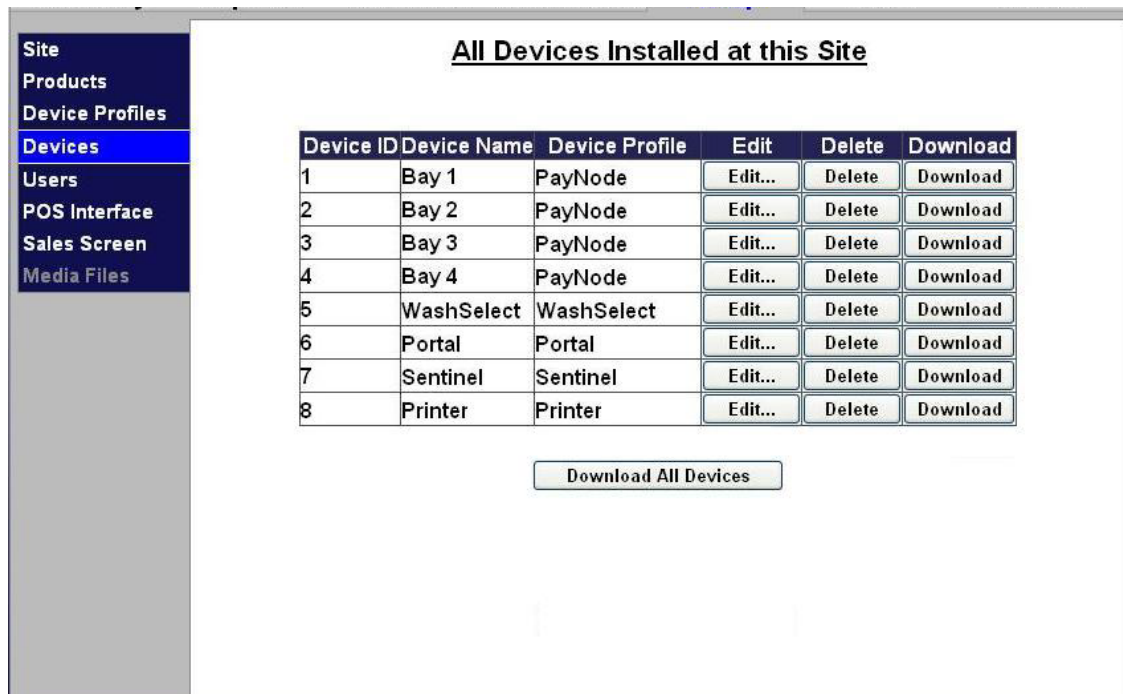 All Devices Installed at this Site
Site
Products
Device Profiles
Devices
Users
POS Interface
Sales Screen
Media Files
Device ID Device Name Device Profile Edit Delete Download
1 Bay 1 PayNode Edit... Delete Download
2 Bay 2 PayNode Edit... Delete Download
3 Bay 3 PayNode Edit... Delete Download
4 Bay 4 PayNode Edit... Delete Download
5 WashSelect WashSelect Edit... Delete Download
6 Portal Portal Edit... Delete Download
7 Sentinel Sentinel Edit... Delete Download
8 Printer Printer Edit... Delete Download
Download All Devices